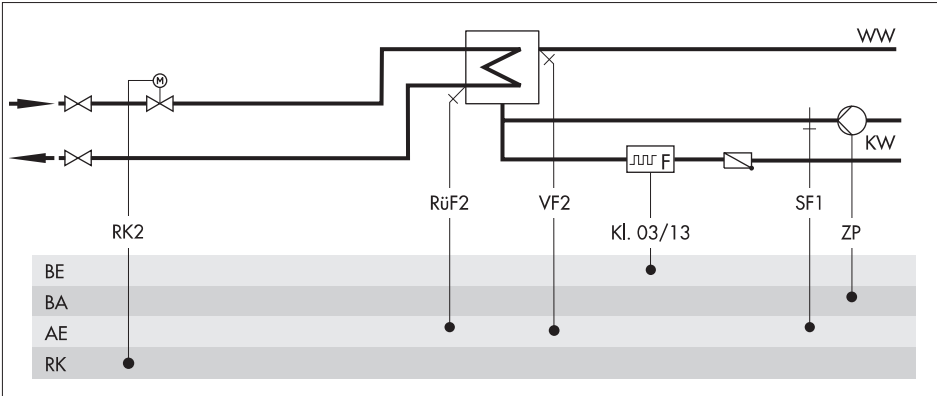 WW
M
KW
F
RüF2
VF2
SF1
RK2
Kl. 03/13
ZP
BE
BA
AE
RK